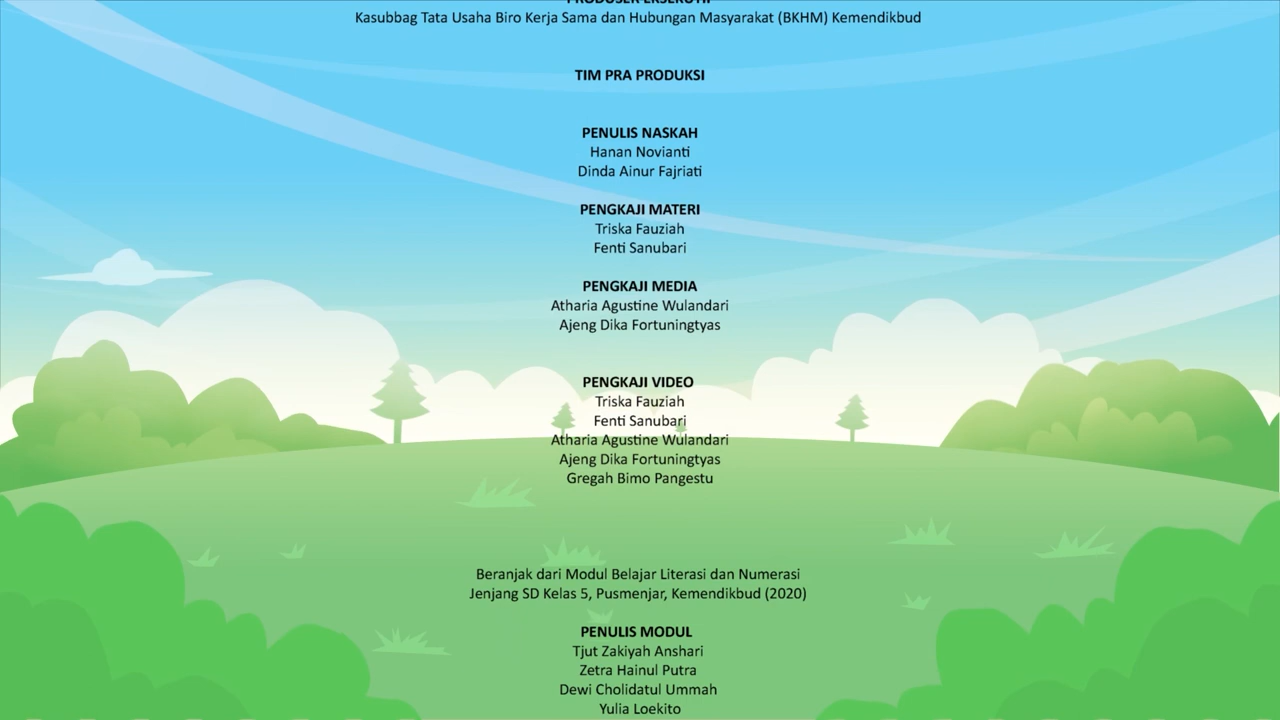 PRODUSER EKSEKUTIF
Kasubbag Tata Usaha Biro Kerja Sama dan Hubungan Masyarakat (BKHM) Kemendikbud
TIM PRA PRODUKSI
PENULIS NASKAH
Hanan Novianti
Dinda Ainur Fajriati
PENGKAJI MATERI
Triska Fauziah
Fenti Sanubari
PENGKAJI MEDIA
Atharia Agustine Wulandari
Ajeng Dika Fortuningtyas
PENGKAJI VIDEO
Triska Fauziah
Fenti Sanubari
Atharia Agustine Wulandari
Ajeng Dika Fortuningtyas
Gregah Bimo Pangestu
Beranjak dari Modul Belajar Literasi dan Numerasi
Jenjang SD Kelas 5, Pusmenjar, Kemendikbud (2020)
PENULIS MODUL
Tjut Zakiyah Anshari
Zetra Hainul Putra
Dewi Cholidatul Ummah
Yulia Loekito